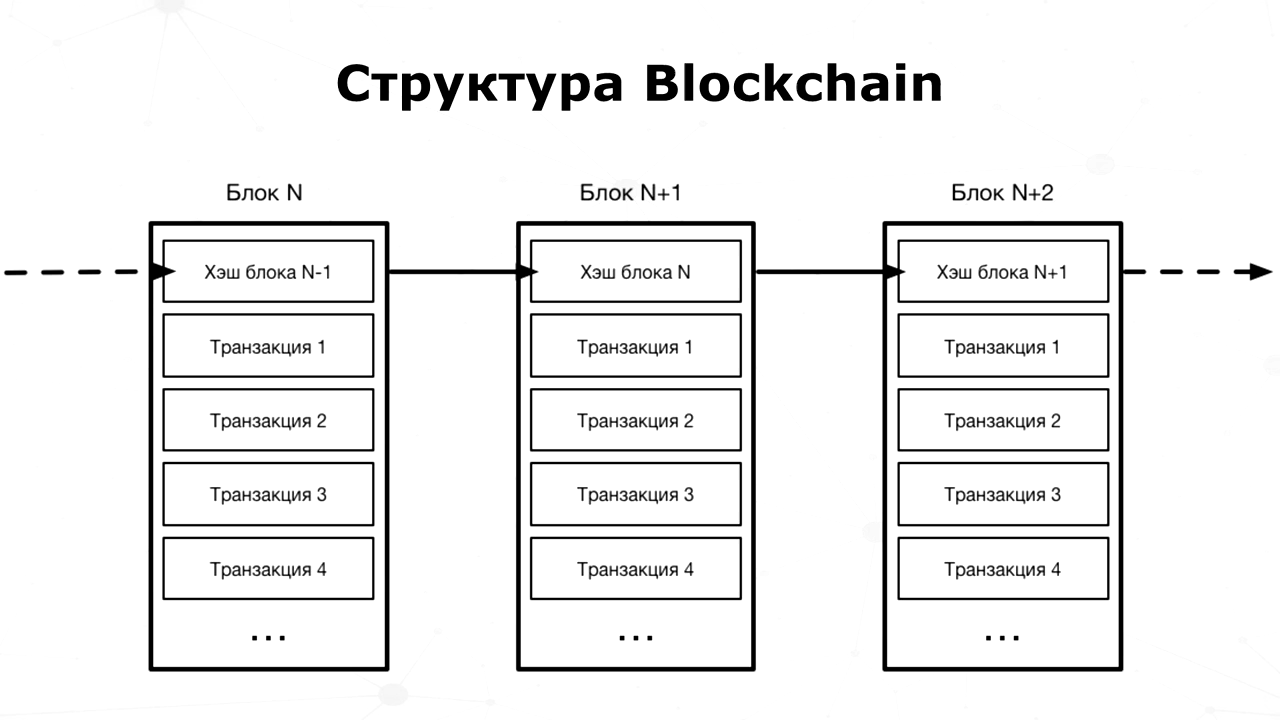 Структура Blockchain
Блок N
Хэш блока N-1
Транзакция 1
Транзакция 2
Транзакция 3
Транзакция 4
...
Блок N+1
Хэш блока N
Транзакция 1
Транзакция 2
Транзакция 3
Транзакция 4
...
Блок N+2
Хэш блока N+1
Транзакция 1
Транзакция 2
Транзакция 3
Транзакция 4
...